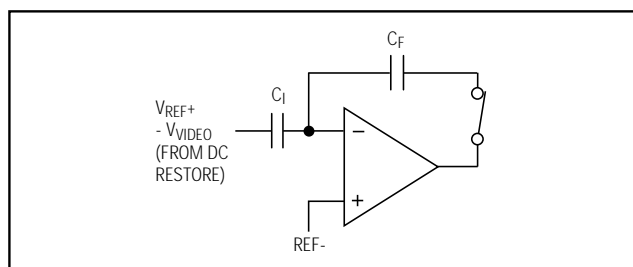 CF
CI
VREF+
- VVIDEO
(FROM DC
RESTORE)
−
+
REF-